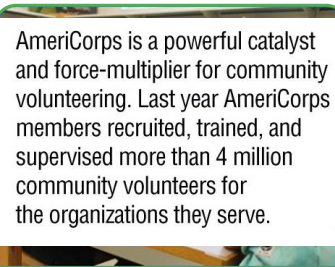 AmeriCorps is a powerful catalyst
and force-multiplier for community
volunteering. Last year AmeriCorps
members recruited, trained, and
supervised more than 4 million
community volunteers for
the organizations they serve.